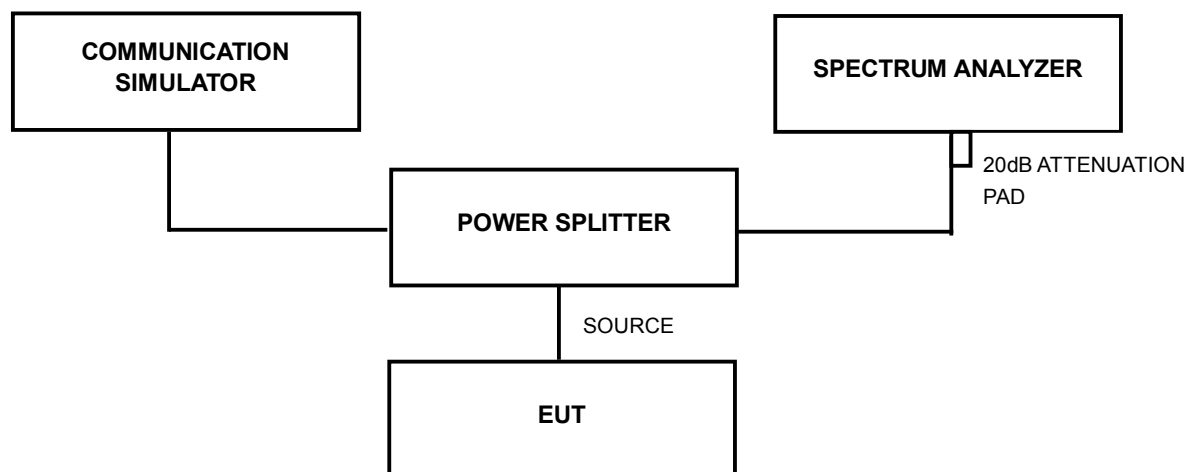 COMMUNICATION
SIMULATOR
SPECTRUM ANALYZER
20dB ATTENUATION
PAD
POWER SPLITTER
SOURCE
EUT